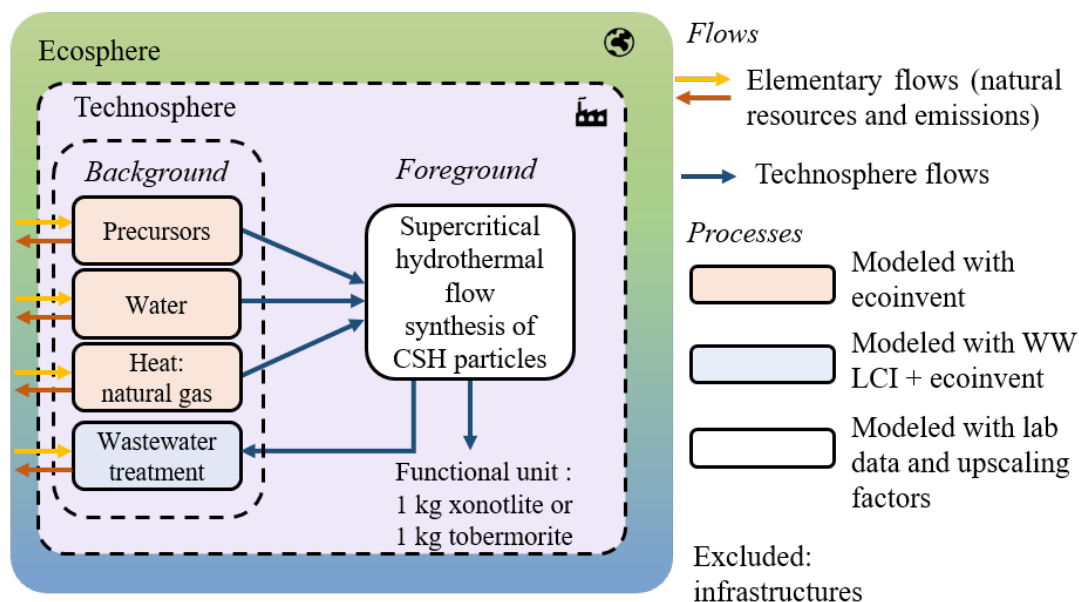 Ecosphere
Technosphere
Background
Precursors
Water
Heat:
natural gas
Wastewater
treatment
Foreground
Supercritical
hydrothermal
flow
synthesis of
CSH particles
Functional unit :
1 kg xonotlite or
1 kg tobermorite
Flows
Elementary flows (natural
resources and emissions)
Technosphere flows
Processes
Modeled with
ecoinvent
Modeled with WW
LCI + ecoinvent
Modeled with lab
data and upscaling
factors
Excluded:
infrastructures